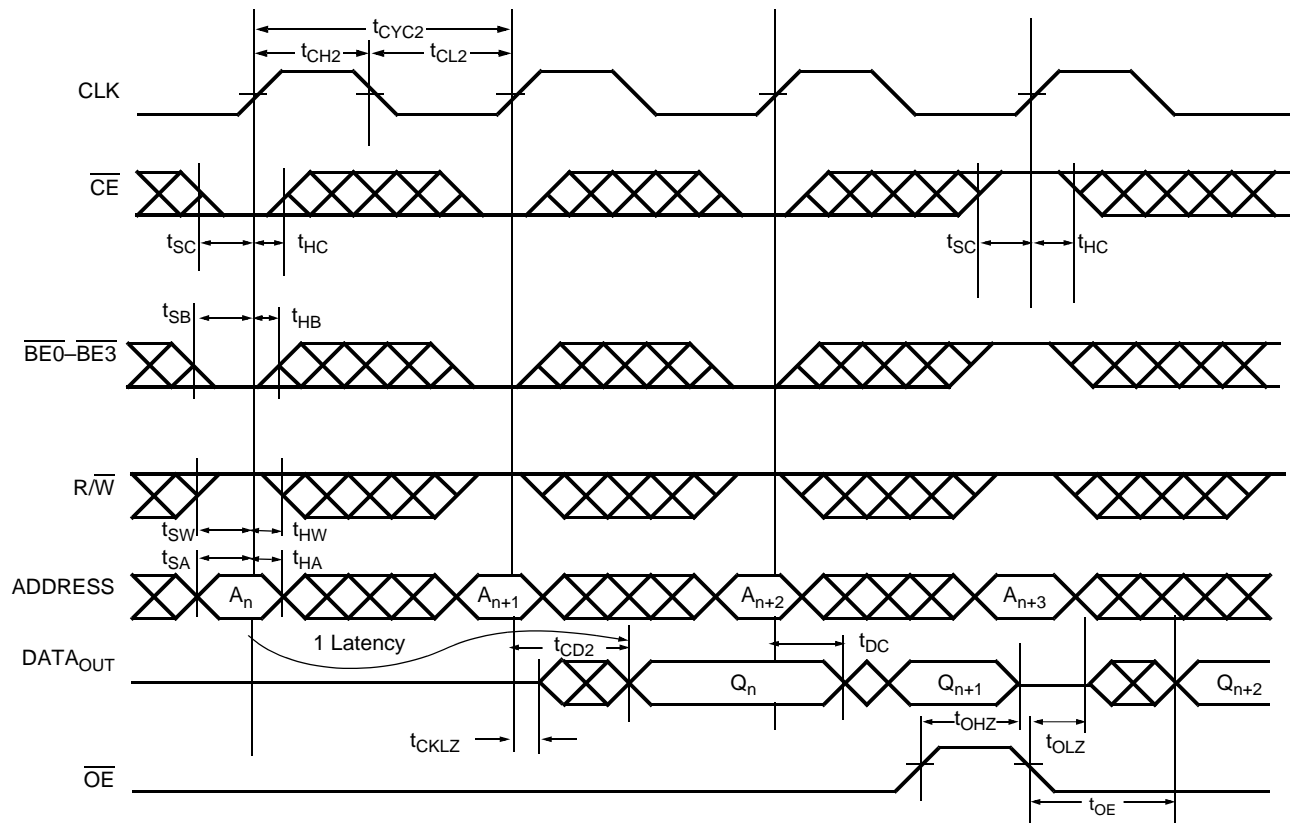 tCYC2
tCH2
tCL2
CLK
CE
tSC
tHC
tSC
tHC
tSB
tHB
BE0–BE3
R/W
tSW
tHW
tSA
tHA
ADDRESS
An
An+1
An+2
An+3
1 Latency
tCD2
tDC
DATAOUT
Qn
Qn+1
Qn+2
tCKLZ
tOHZ
tOLZ
OE
tOE